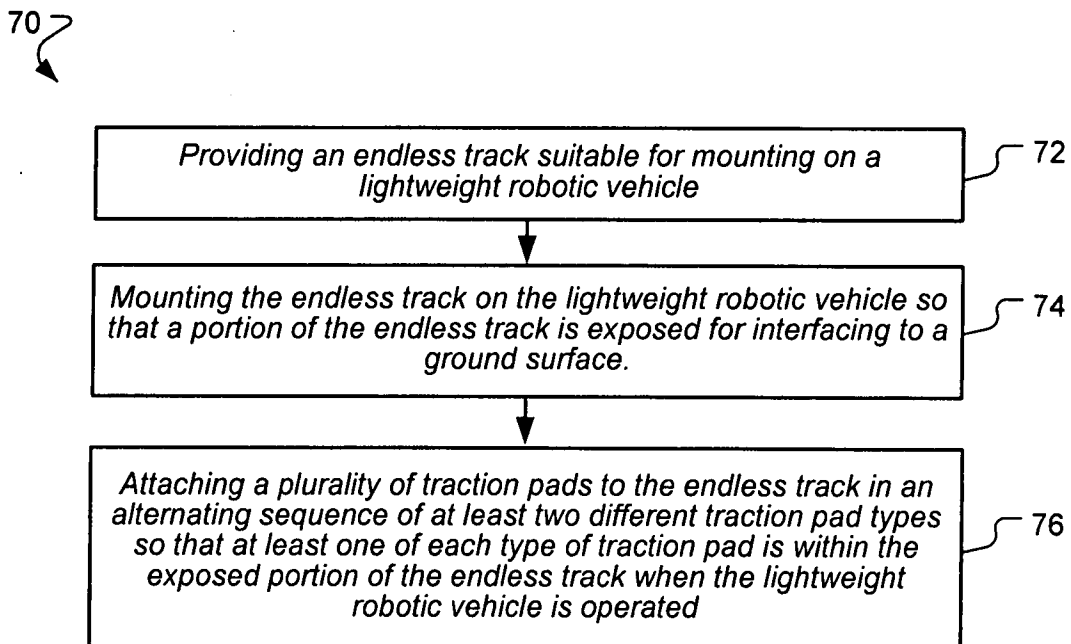 70
Providing an endless track suitable for mounting on a
lightweight robotic vehicle
72
Mounting the endless track on the lightweight robotic vehicle so
that a portion of the endless track is exposed for interfacing to a
ground surface.
74
Attaching a plurality of traction pads to the endless track in an
alternating sequence of at least two different traction pad types
so that at least one of each type of traction pad is within the
exposed portion of the endless track when the lightweight
robotic vehicle is operated
76